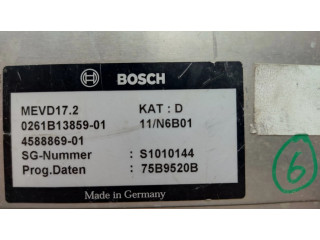 BOSCH
MEVD17.2 KAT : D
0261B13859-01 11/N6B01
4588869-01
SG-Nummer : S1010144
Prog.Daten : 75B9520B
Made in Germany
6